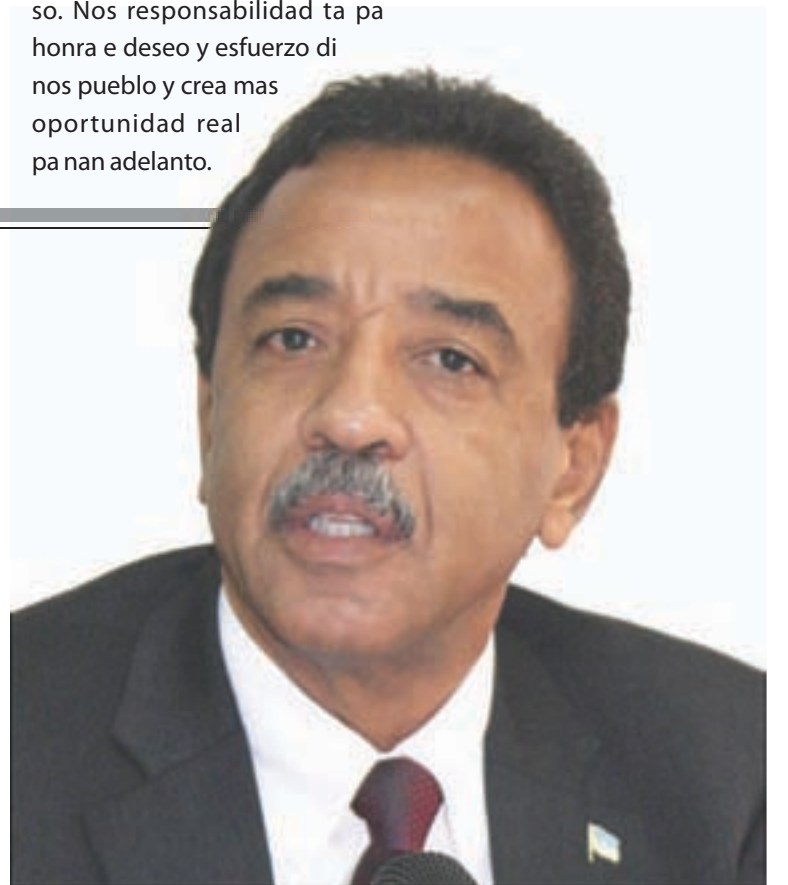 so. Nos responsabilidad ta pa
honra e deseo y esfuerzo di
nos pueblo y crea mas
oportunidad real
pa nan adelanto.